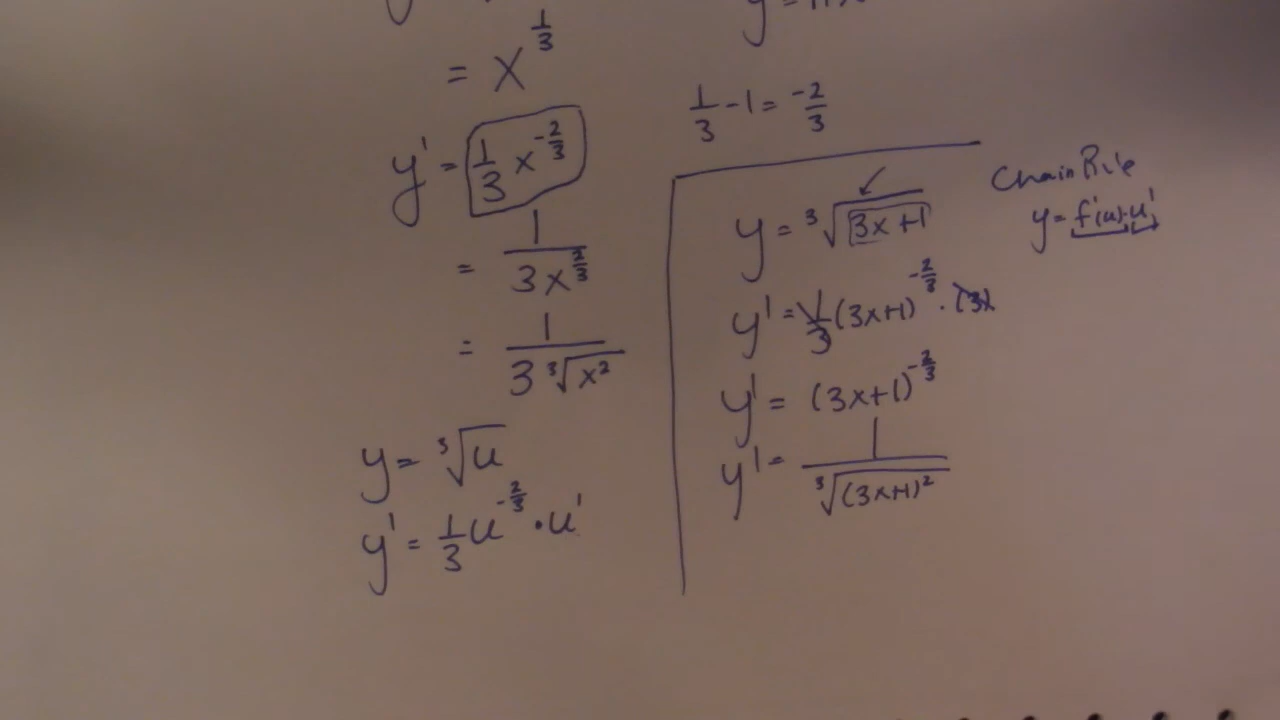 = x^{1/3}
y' = 1/3 x^{-2/3}
= 1/(3x^{2/3})
= 1/(3∛x²)
y = ∛u
y' = 1/3 u^{-2/3} · u'
1/3 - 1 = -2/3
Chain Rule
y = f'(u)·u'
y = ∛(3x+1)
y' = 1/3 (3x+1)^{-2/3} · (3)
y' = (3x+1)^{-2/3}
y' = 1/∛((3x+1)²)